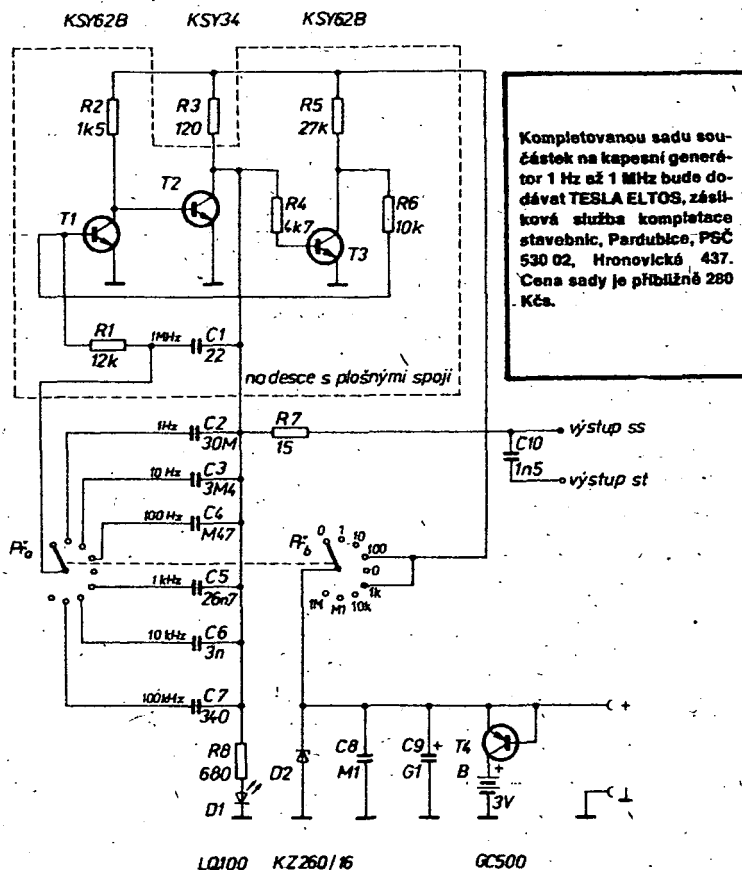 KSY62B KSY34 KSY62B
R2
1k5
R3
120
R5
27k
T1
T2
R4
4k7
T3
R6
10k
R1
12k
1MHz
C1
22
na desce s plošnými spoji
Kompletovanou sadu sou-
částek na kapesní generá-
tor 1 Hz až 1 MHz bude do-
dávat TESLA ELTOS, zásil-
ková služba kompletace
stavebnic, Pardubice, PSČ
530 02, Hronovická 437.
Cena sady je přibližně 280
Kčs.
1Hz
C2
30M
R7
15
výstup ss
C10
1n5
výstup st
10 Hz
C3
3M4
100 Hz
C4
M47
Přa
Přb
0 1 10
100
0
1k
10k
M1
1M
1 kHz
C5
26n7
10 kHz
C6
3n
100kHz
C7
340
R8
680
D1
D2
C8
M1
C9 +
G1
T4
B +
3V
+
⊥
LQ100 KZ260/16 GC500